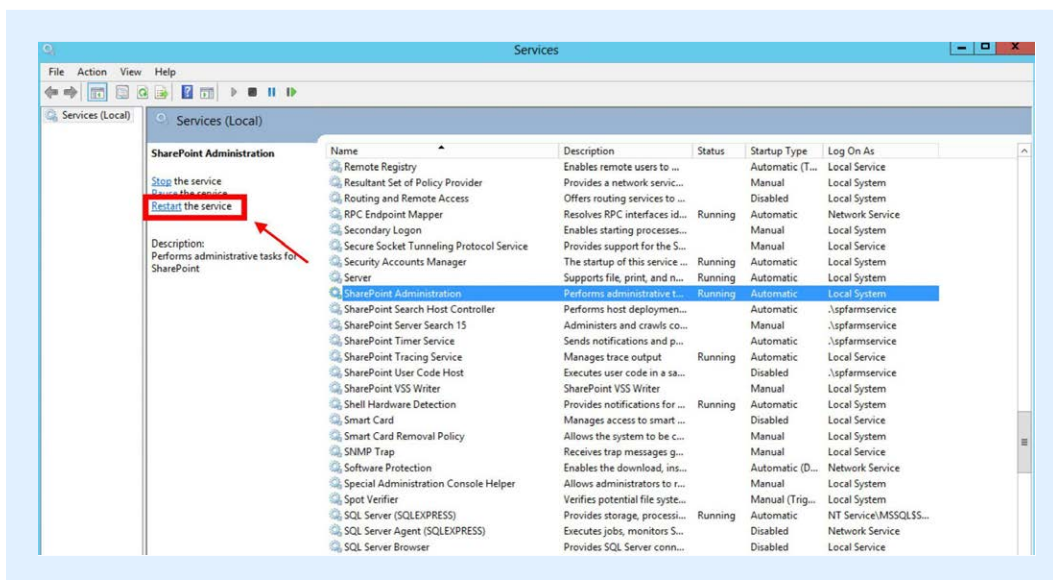 Services
File Action View Help
Services (Local)
Services (Local)
SharePoint Administration
Stop the service
Pause the service
Restart the service
Description:
Performs administrative tasks for
SharePoint
Name Description Status Startup Type Log On As
Remote Registry Enables remote users to ... Automatic (T... Local Service
Resultant Set of Policy Provider Provides a network servic... Manual Local System
Routing and Remote Access Offers routing services to ... Disabled Local System
RPC Endpoint Mapper Resolves RPC interfaces id... Running Automatic Network Service
Secondary Logon Enables starting processes... Manual Local System
Secure Socket Tunneling Protocol Service Provides support for the S... Manual Local Service
Security Accounts Manager The startup of this service ... Running Automatic Local System
Server Supports file, print, and n... Running Automatic Local System
SharePoint Administration Performs administrative t... Running Automatic Local System
SharePoint Search Host Controller Performs host deploymen... Automatic .\spfarmservice
SharePoint Server Search 15 Administers and crawls co... Manual .\spfarmservice
SharePoint Timer Service Sends notifications and p... Automatic .\spfarmservice
SharePoint Tracing Service Manages trace output Running Automatic Local Service
SharePoint User Code Host Executes user code in a sa... Disabled .\spfarmservice
SharePoint VSS Writer SharePoint VSS Writer Manual Local System
Shell Hardware Detection Provides notifications for ... Running Automatic Local System
Smart Card Manages access to smart ... Disabled Local Service
Smart Card Removal Policy Allows the system to be c... Manual Local System
SNMP Trap Receives trap messages g... Manual Local Service
Software Protection Enables the download, ins... Automatic (D... Network Service
Special Administration Console Helper Allows administrators to r... Manual Local System
Spot Verifier Verifies potential file syste... Manual (Trig... Local System
SQL Server (SQLEXPRESS) Provides storage, processi... Running Automatic NT Service\MSSQL$S...
SQL Server Agent (SQLEXPRESS) Executes jobs, monitors S... Disabled Network Service
SQL Server Browser Provides SQL Server conn... Disabled Local Service